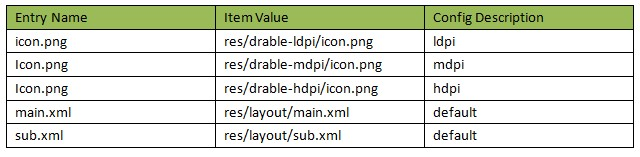 Entry Name Item Value Config Description
icon.png res/drable-ldpi/icon.png ldpi
Icon.png res/drable-mdpi/icon.png mdpi
Icon.png res/drable-hdpi/icon.png hdpi
main.xml res/layout/main.xml default
sub.xml res/layout/sub.xml default